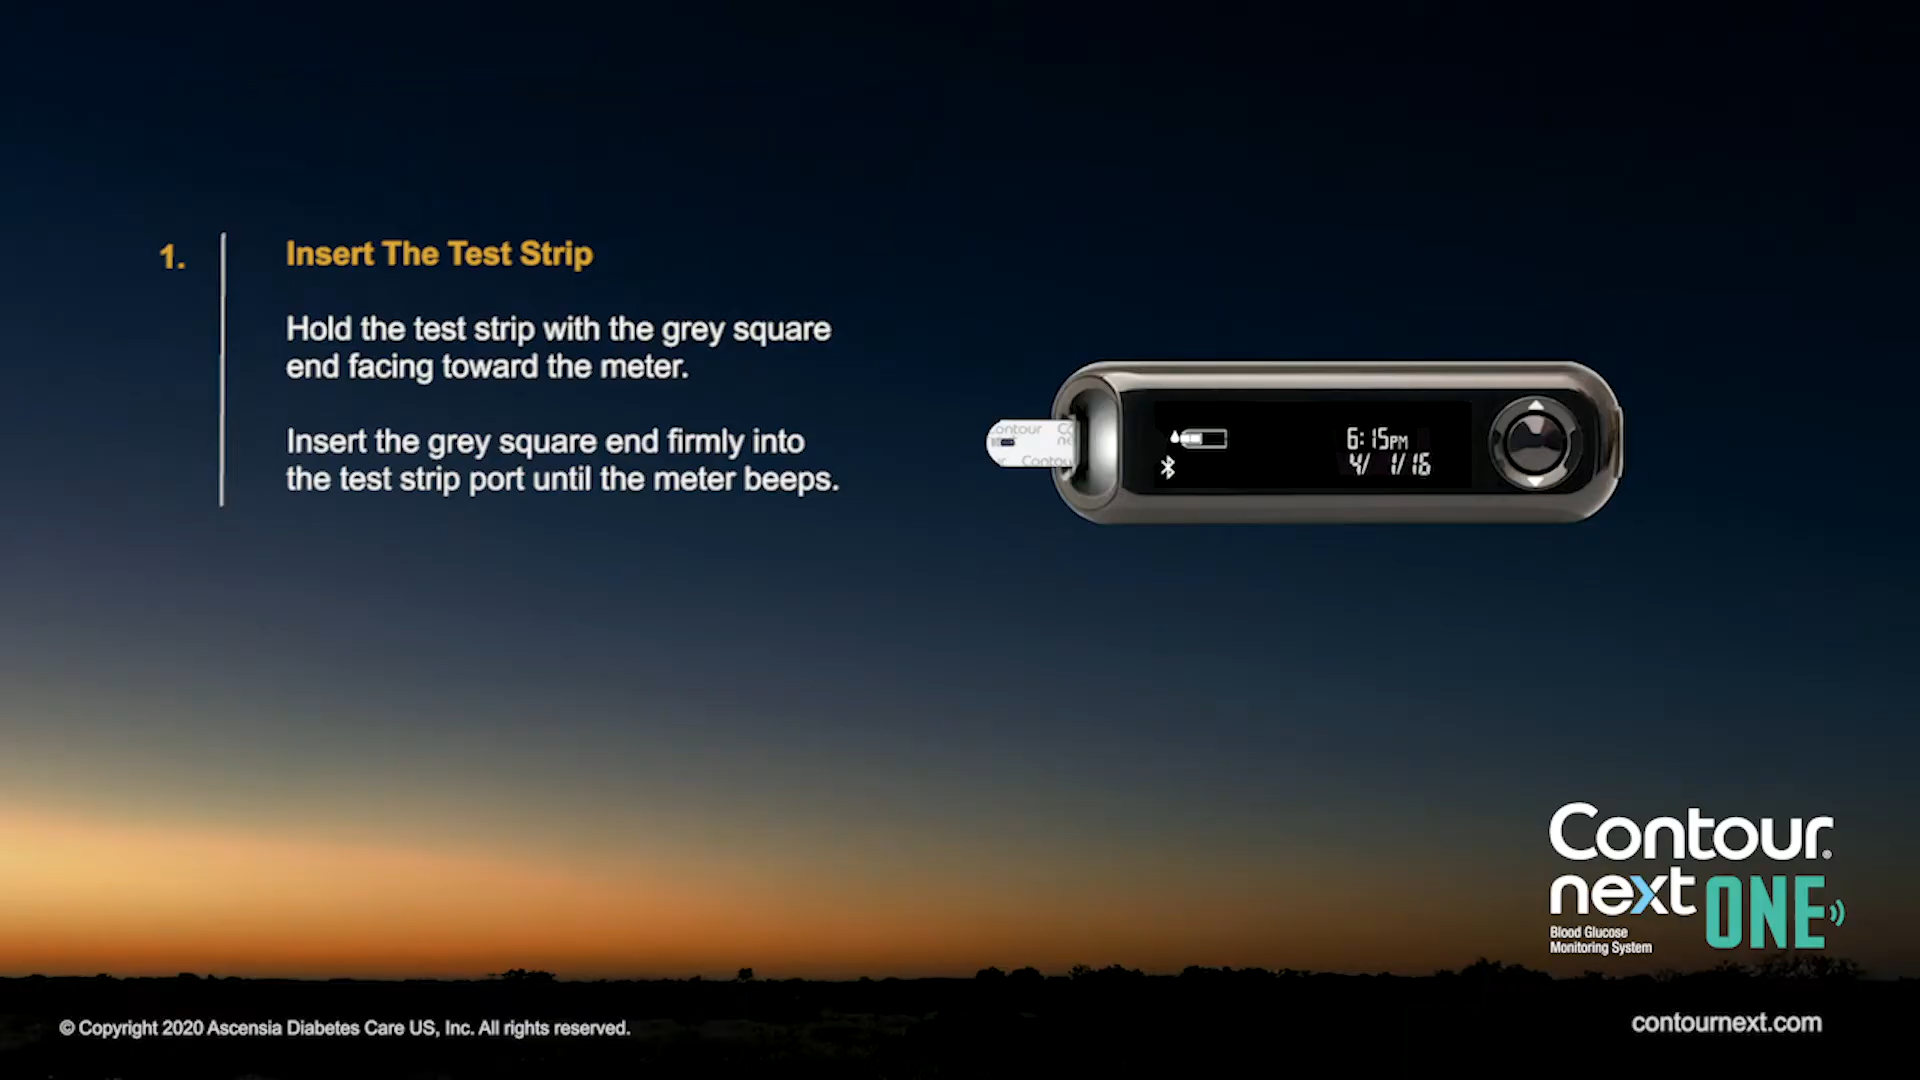 1.
Insert The Test Strip
Hold the test strip with the grey square
end facing toward the meter.
Insert the grey square end firmly into
the test strip port until the meter beeps.
Contour
Contour
6:15PM
4/ 1/16
Contour
next ONE
Blood Glucose
Monitoring System
© Copyright 2020 Ascensia Diabetes Care US, Inc. All rights reserved.
contournext.com